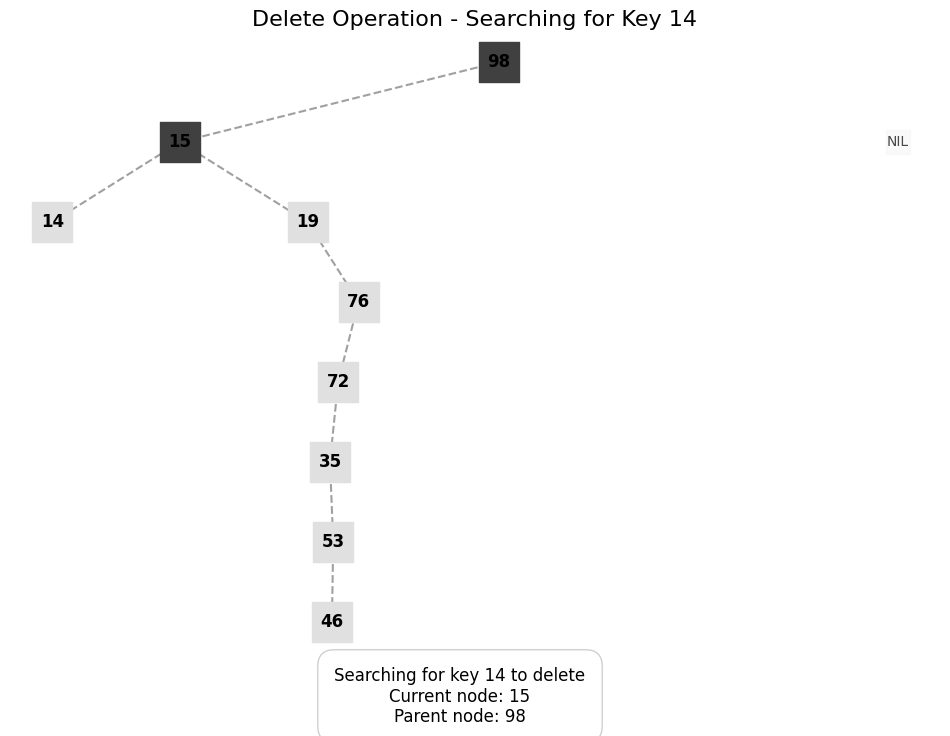 Delete Operation - Searching for Key 14
98
15
NIL
14
19
76
72
35
53
46
Searching for key 14 to delete
Current node: 15
Parent node: 98